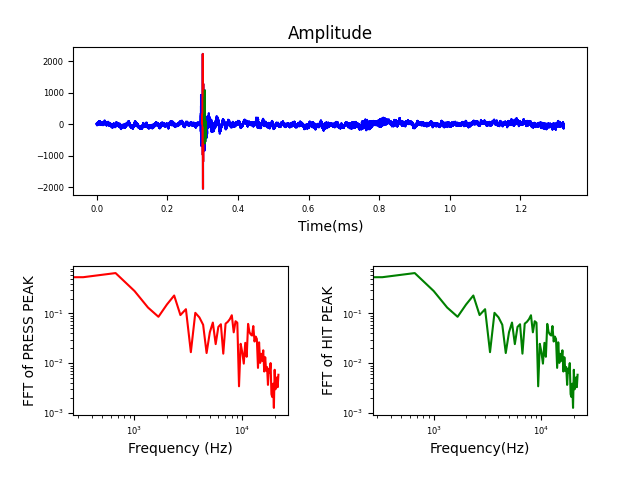 Amplitude
2000
1000
0
−1000
−2000
0.0 0.2 0.4 0.6 0.8 1.0 1.2
Time(ms)
FFT of PRESS PEAK
10⁻¹
10⁻²
10⁻³
10³ 10⁴
Frequency (Hz)
FFT of HIT PEAK
10⁻¹
10⁻²
10⁻³
10³ 10⁴
Frequency(Hz)